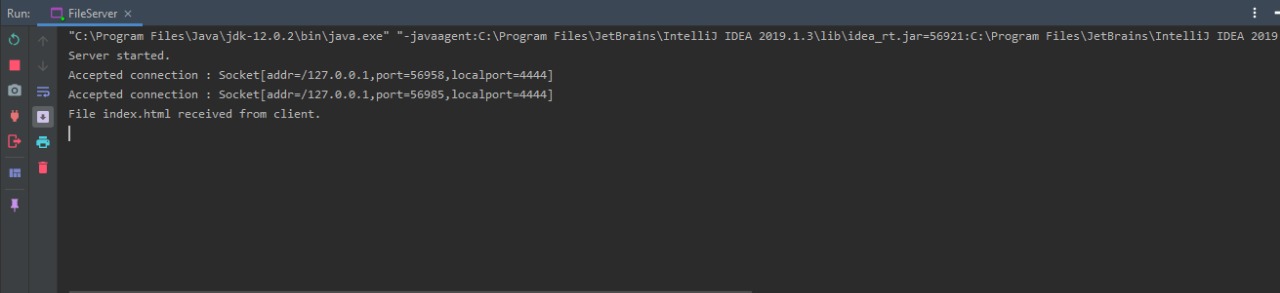 Run: FileServer ×
"C:\Program Files\Java\jdk-12.0.2\bin\java.exe" "-javaagent:C:\Program Files\JetBrains\IntelliJ IDEA 2019.1.3\lib\idea_rt.jar=56921:C:\Program Files\JetBrains\IntelliJ IDEA 2019
Server started.
Accepted connection : Socket[addr=/127.0.0.1,port=56958,localport=4444]
Accepted connection : Socket[addr=/127.0.0.1,port=56985,localport=4444]
File index.html received from client.